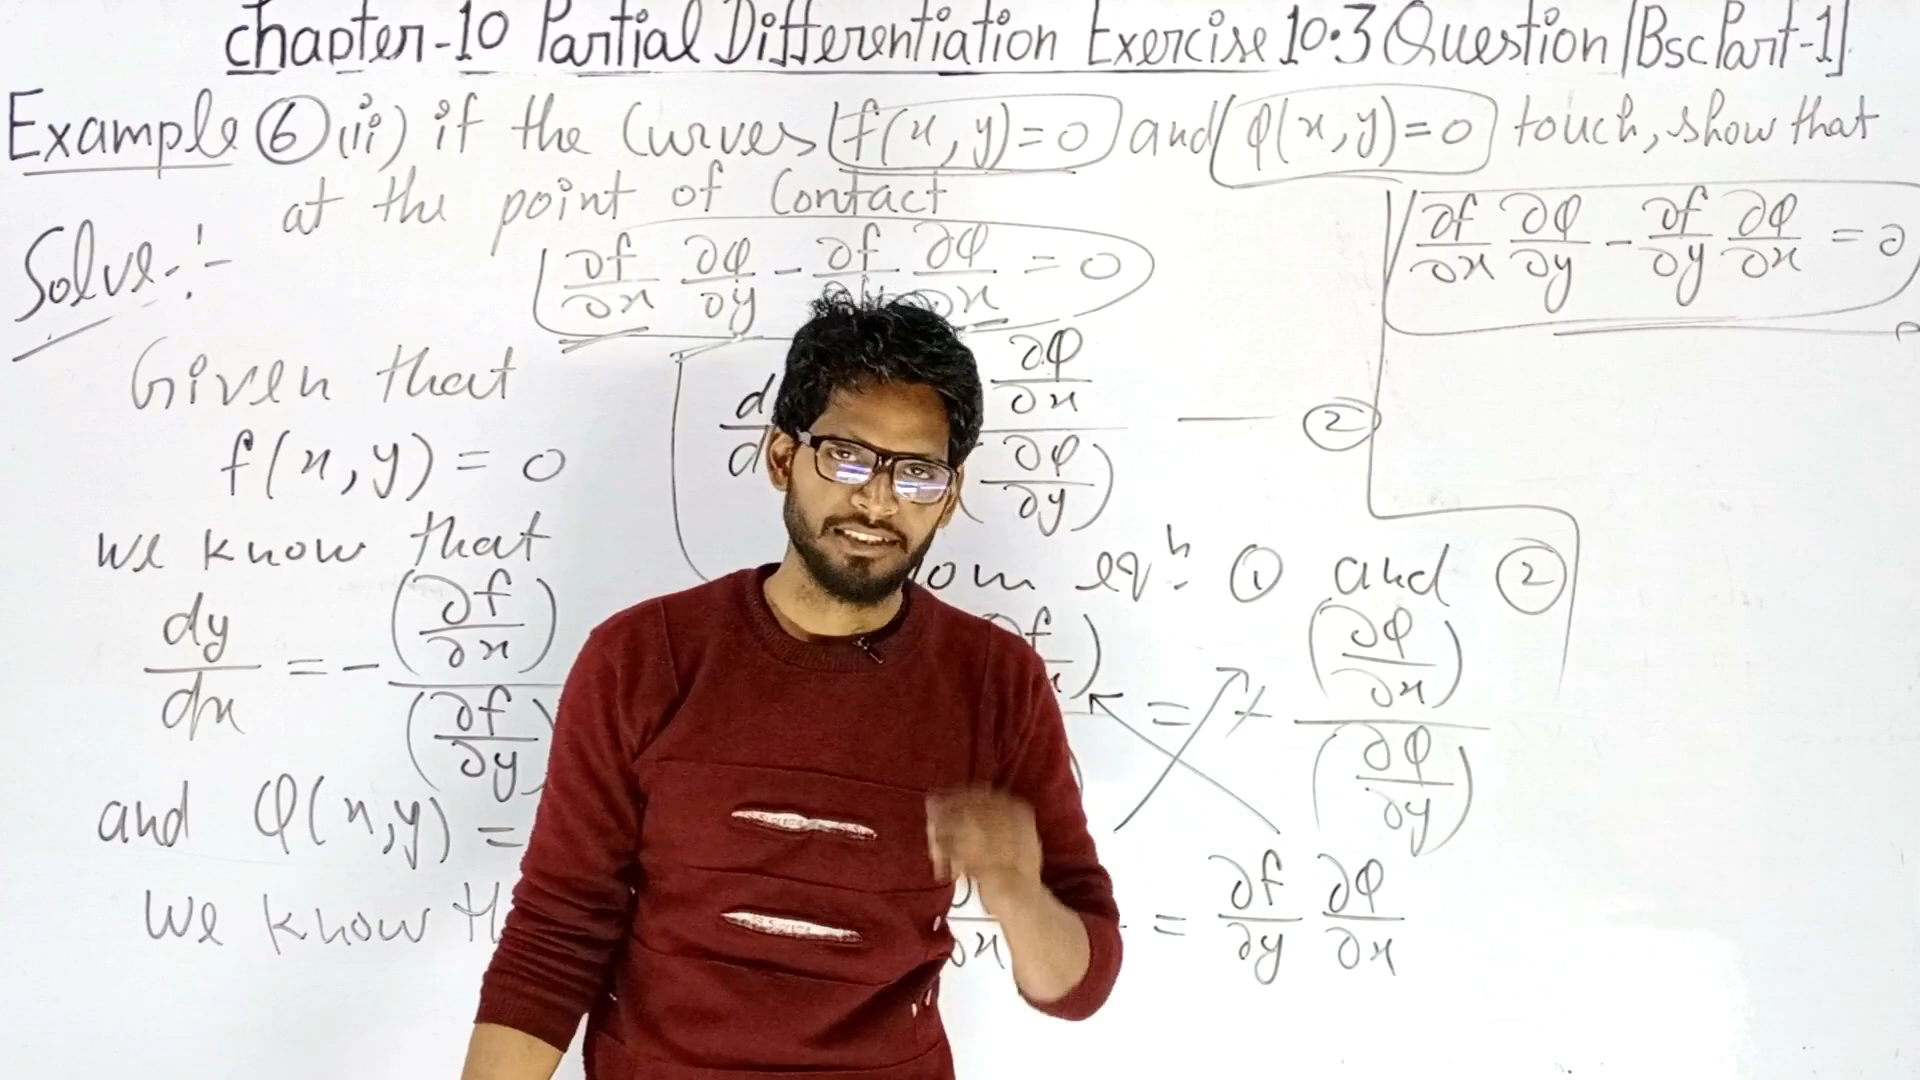 Chapter-10 Partial Differentiation Exercise 10.3 Question [Bsc Part-1]
Example ⑥(ii) if the Curves f(x,y)=0 and φ(x,y)=0 touch, show that
at the point of Contact
∂f/∂x ∂φ/∂y - ∂f/∂y ∂φ/∂x = 0
Solve:-
Given that
f(x,y) = 0
we know that
dy/dx = - (∂f/∂x)/(∂f/∂y)
and φ(x,y) =
We know
∂φ/∂x / (∂φ/∂y) — ②
eqn: ① and ②
= - (∂φ/∂x)/(∂φ/∂y)
= ∂f/∂y ∂φ/∂x
∂f/∂x ∂φ/∂y - ∂f/∂y ∂φ/∂x = 0